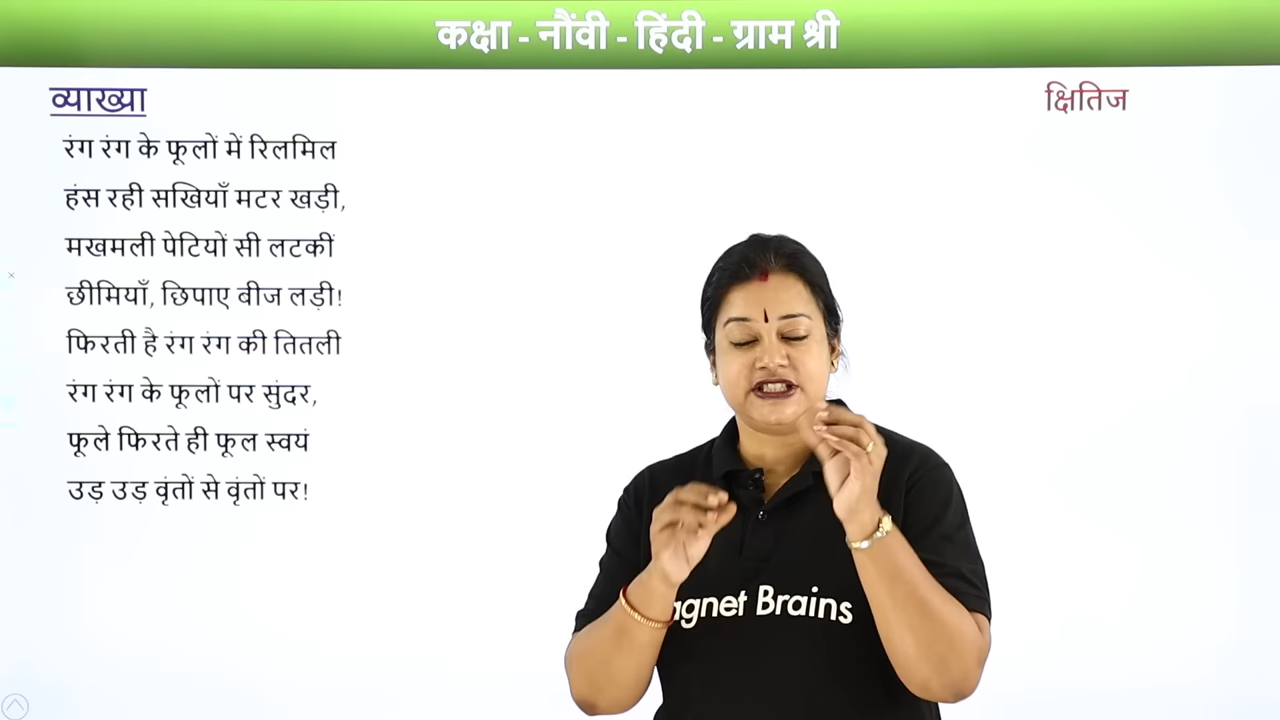 कक्षा - नौंवी - हिंदी - ग्राम श्री
व्याख्या
क्षितिज
रंग रंग के फूलों में रिलमिल
हंस रही सखियाँ मटर खड़ी,
मखमली पेटियों सी लटकीं
छीमियाँ, छिपाए बीज लड़ी!
फिरती है रंग रंग की तितली
रंग रंग के फूलों पर सुंदर,
फूले फिरते ही फूल स्वयं
उड़ उड़ वृंतों से वृंतों पर!
agnet Brains